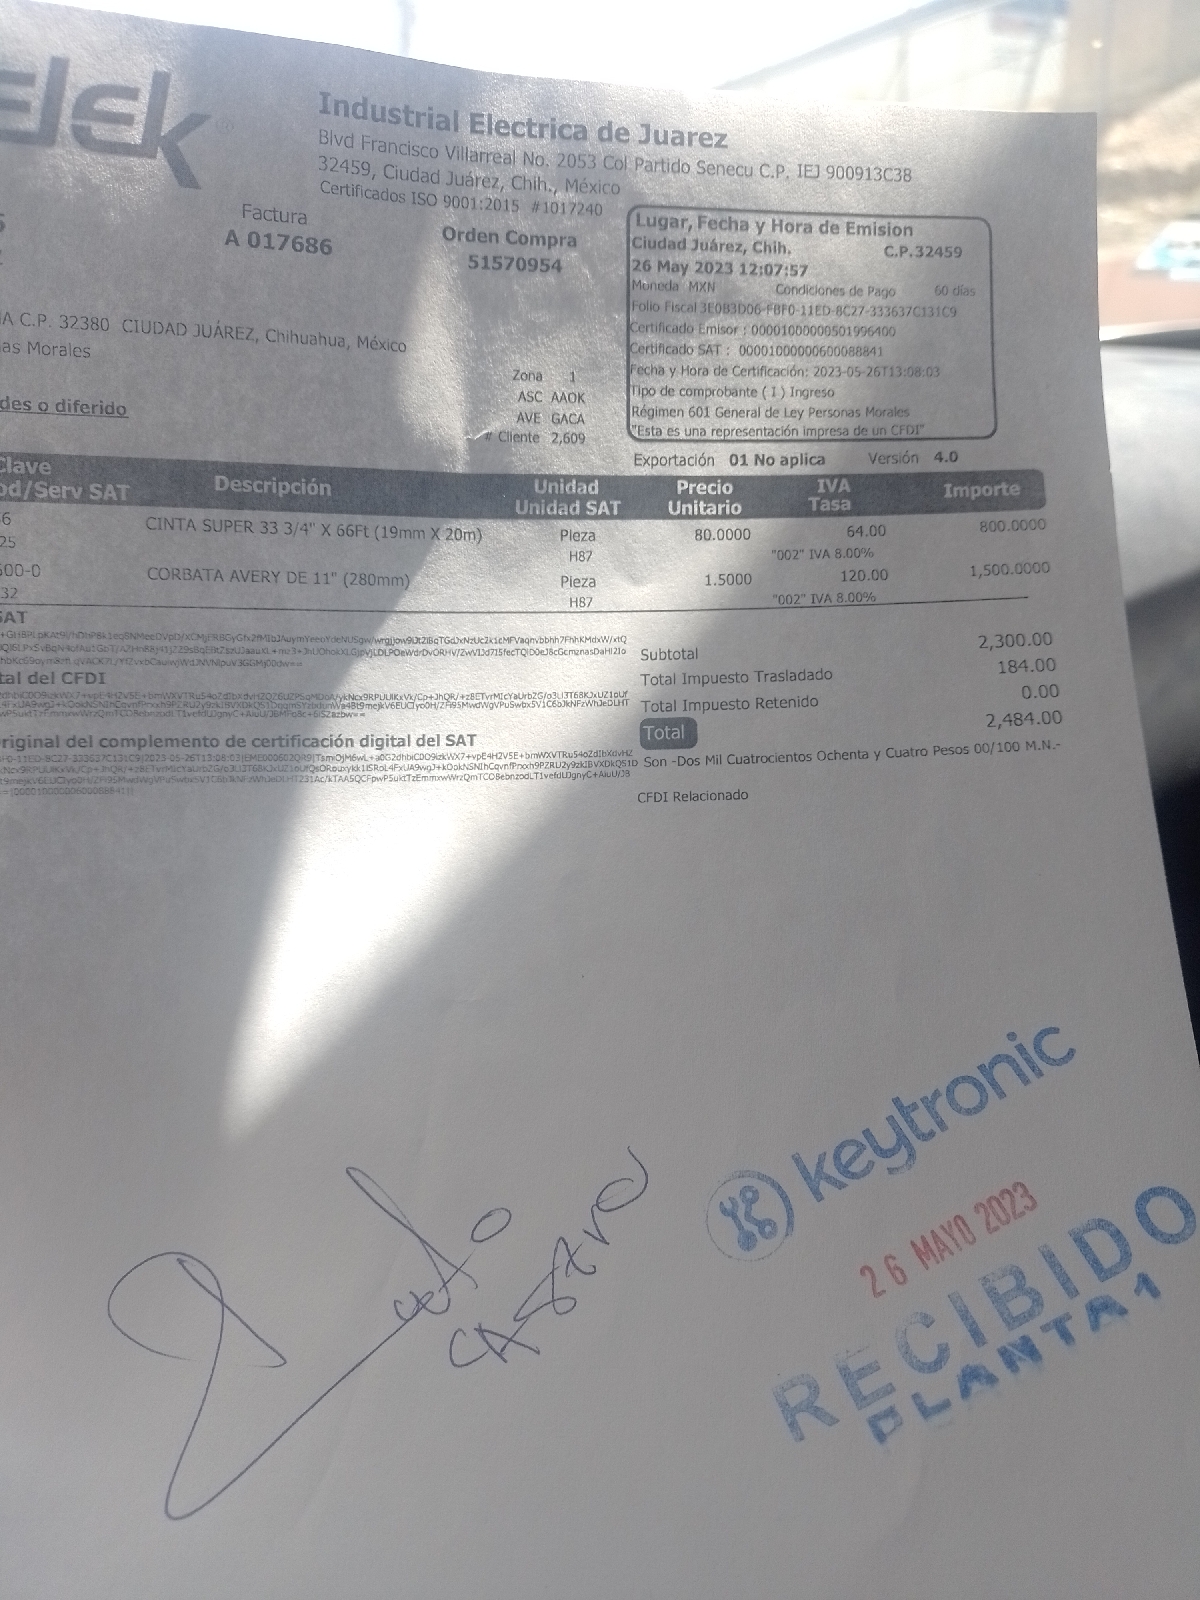 elek
Industrial Electrica de Juarez
Blvd Francisco Villarreal No. 2053 Col Partido Senecu C.P, IEJ 900913C38
32459, Ciudad Juárez, Chih., México
Certificados ISO 9001:2015 #1017240
Factura
A 017686
Orden Compra
51570954
Lugar, Fecha y Hora de Emision
Ciudad Juárez, Chih. C.P.32459
26 May 2023 12:07:57
Moneda MXN Condiciones de Pago 60 días
Folio Fiscal 3E0B3D06-FBF0-11ED-8C27-333637C131C9
Certificado Emisor : 00001000000501996400
Certificado SAT : 00001000000600088841
Fecha y Hora de Certificación: 2023-05-26T13:08:03
Tipo de comprobante ( I ) Ingreso
Régimen 601 General de Ley Personas Morales
"Esta es una representación impresa de un CFDI"
A C.P. 32380 CIUDAD JUÁREZ, Chihuahua, México
as Morales
des o diferido
Zona 1
ASC AAOK
AVE GACA
# Cliente 2,609
Exportación 01 No aplica Versión 4.0
Clave
od/Serv SAT
Descripción
Unidad
Unidad SAT
Precio
Unitario
IVA
Tasa
Importe
6
25
CINTA SUPER 33 3/4" X 66Ft (19mm X 20m) Pieza 80.0000 64.00 800.0000
H87 "002" IVA 8.00%
500-0
32
CORBATA AVERY DE 11" (280mm) Pieza 1.5000 120.00 1,500.0000
H87 "002" IVA 8.00%
SAT
tal del CFDI
riginal del complemento de certificación digital del SAT
Subtotal 2,300.00
Total Impuesto Trasladado 184.00
Total Impuesto Retenido 0.00
Total 2,484.00
Son -Dos Mil Cuatrocientos Ochenta y Cuatro Pesos 00/100 M.N.-
CFDI Relacionado
keytronic
26 MAYO 2023
RECIBIDO
PLANTA 1